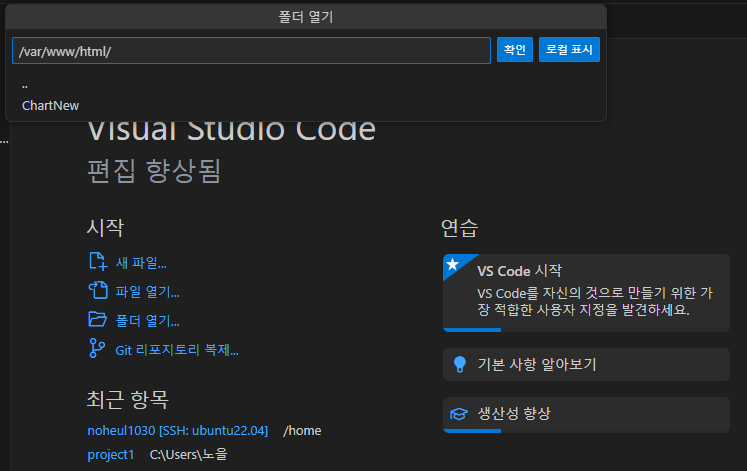 폴더 열기
/var/www/html/
확인
로컬 표시
..
ChartNew
...
Visual Studio Code
편집 향상됨
시작
새 파일...
파일 열기...
폴더 열기...
Git 리포지토리 복제...
최근 항목
noheul1030 [SSH: ubuntu22.04] /home
project1 C:\Users\노을
연습
VS Code 시작
VS Code를 자신의 것으로 만들기 위한 가
장 적합한 사용자 지정을 발견하세요.
기본 사항 알아보기
생산성 향상